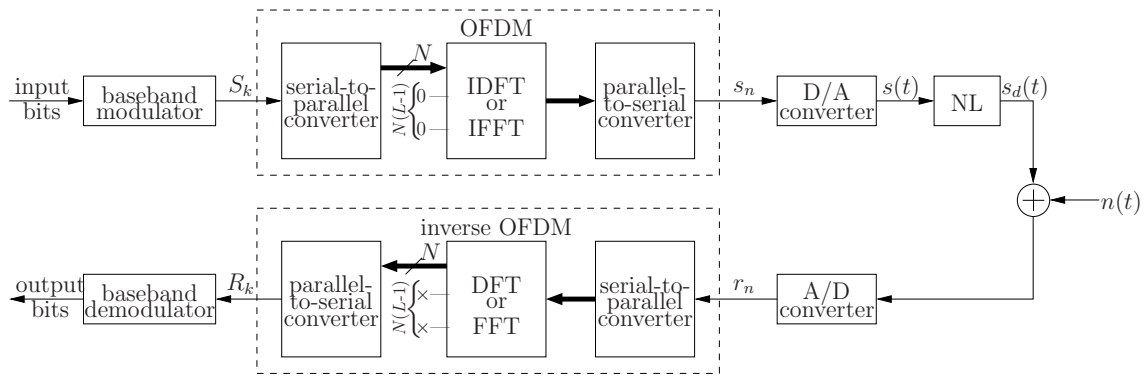 OFDM
input
bits
baseband
modulator
S_k
serial-to-
parallel
converter
N
N(L-1)
0
0
IDFT
or
IFFT
parallel
-to-serial
converter
s_n
D/A
converter
s(t)
NL
s_d(t)
n(t)
inverse OFDM
output
bits
baseband
demodulator
R_k
parallel-
to-serial
converter
N
N(L-1)
×
×
DFT
or
FFT
serial-to-
parallel
converter
r_n
A/D
converter